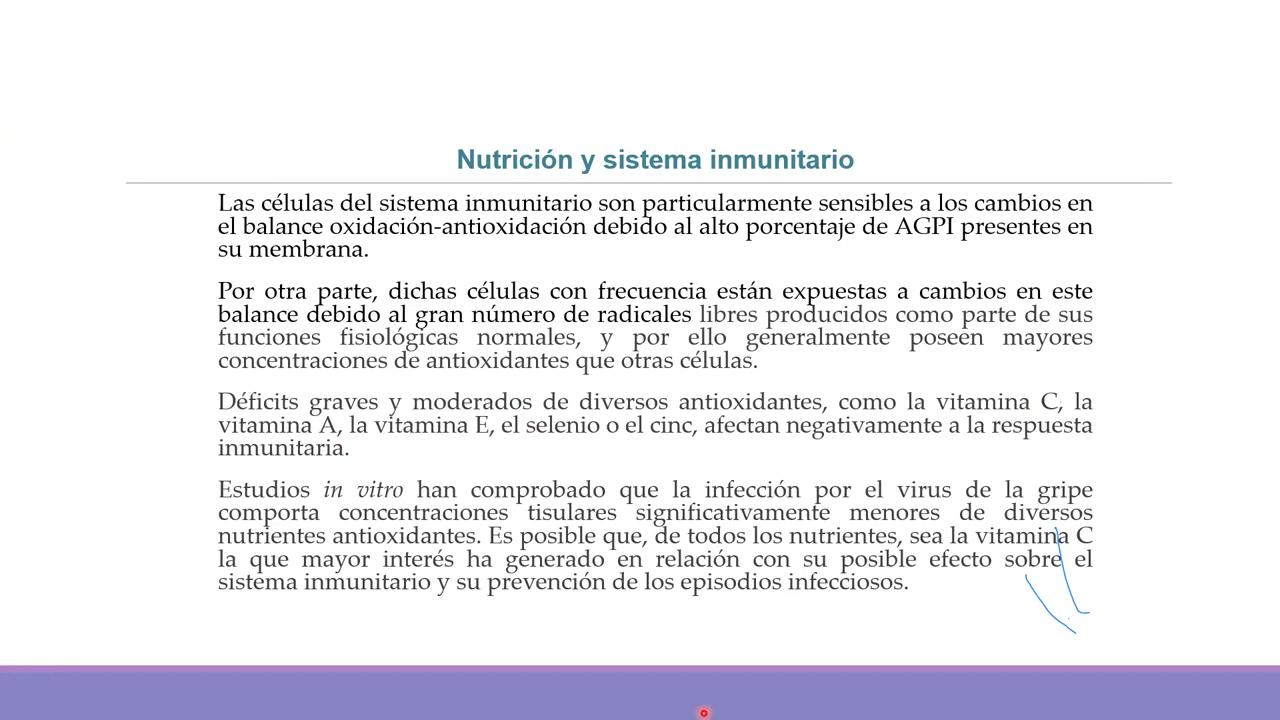 Nutrición y sistema inmunitario
Las células del sistema inmunitario son particularmente sensibles a los cambios en
el balance oxidación-antioxidación debido al alto porcentaje de AGPI presentes en
su membrana.
Por otra parte, dichas células con frecuencia están expuestas a cambios en este
balance debido al gran número de radicales libres producidos como parte de sus
funciones fisiológicas normales, y por ello generalmente poseen mayores
concentraciones de antioxidantes que otras células.
Déficits graves y moderados de diversos antioxidantes, como la vitamina C, la
vitamina A, la vitamina E, el selenio o el cinc, afectan negativamente a la respuesta
inmunitaria.
Estudios in vitro han comprobado que la infección por el virus de la gripe
comporta concentraciones tisulares significativamente menores de diversos
nutrientes antioxidantes. Es posible que, de todos los nutrientes, sea la vitamina C
la que mayor interés ha generado en relación con su posible efecto sobre el
sistema inmunitario y su prevención de los episodios infecciosos.